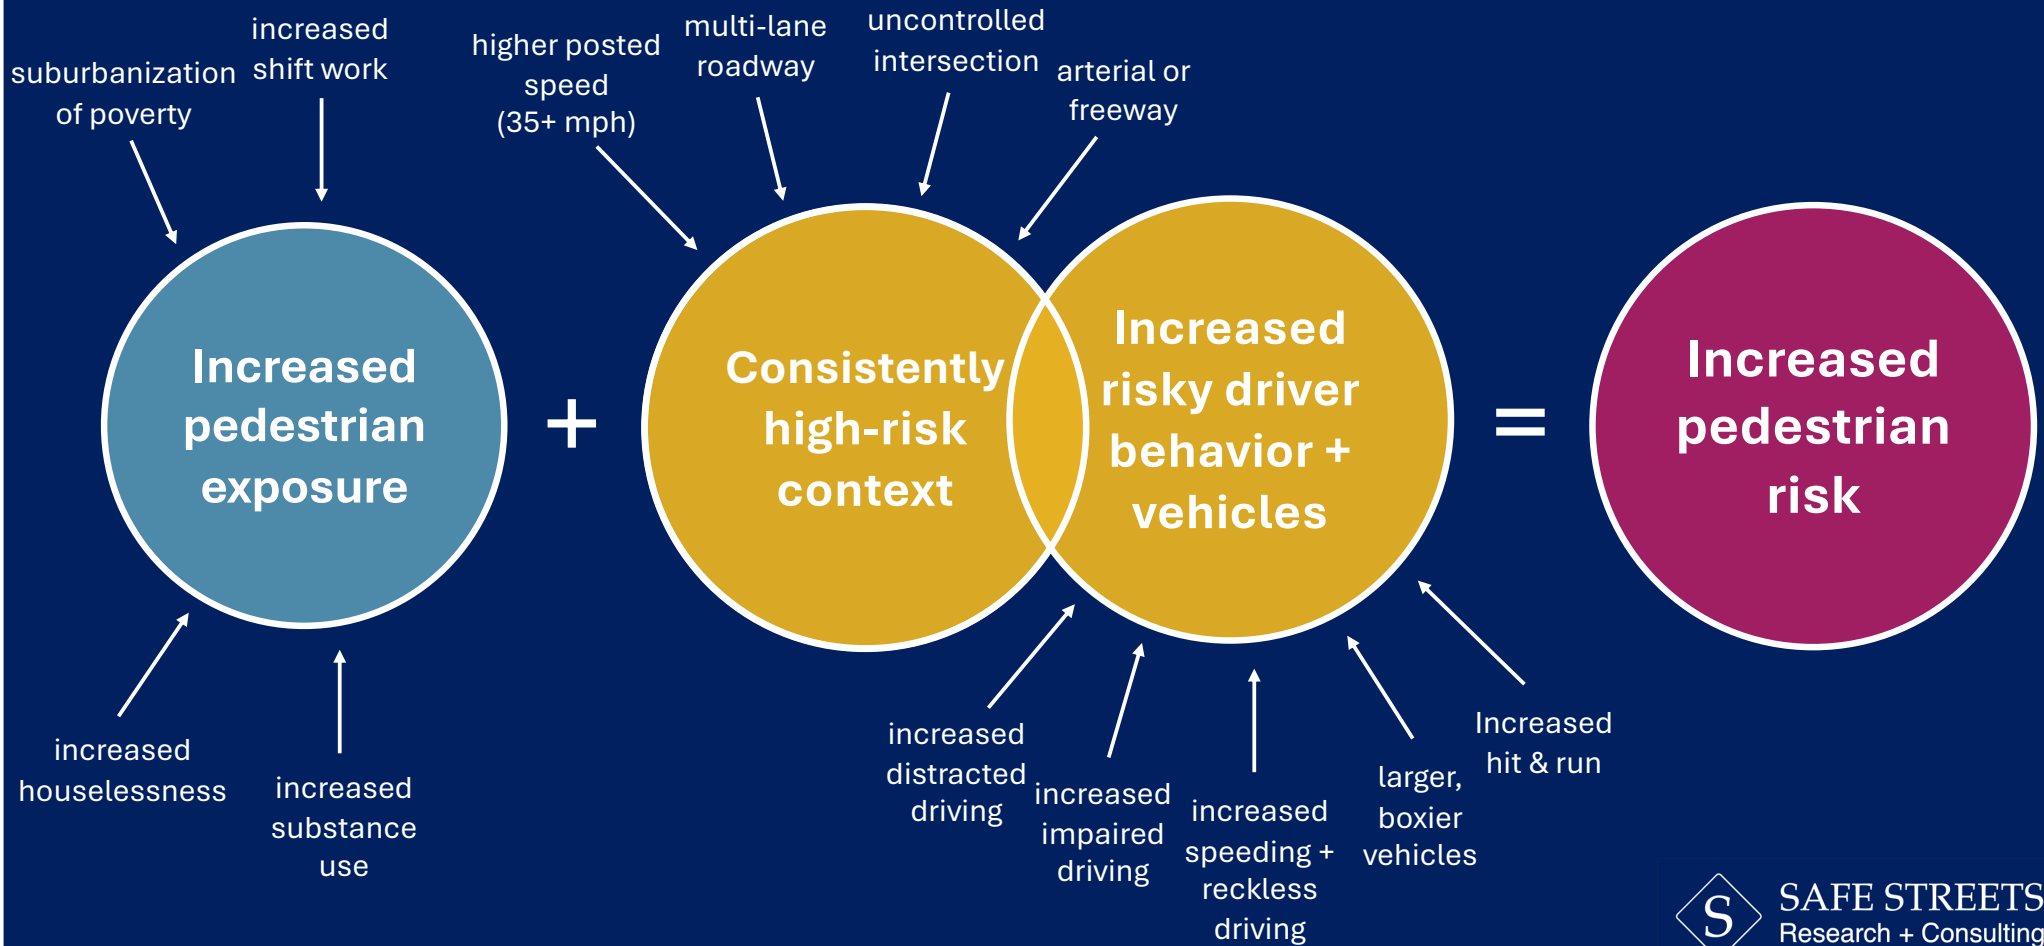 suburbanization
of poverty
increased
shift work
higher posted
speed
(35+ mph)
multi-lane
roadway
uncontrolled
intersection
arterial or
freeway
Increased
pedestrian
exposure
+
Consistently
high-risk
context
Increased
risky driver
behavior +
vehicles
=
Increased
pedestrian
risk
increased
houselessness
increased
substance
use
increased
distracted
driving
increased
impaired
driving
increased
speeding +
reckless
driving
larger,
boxier
vehicles
Increased
hit & run
S
SAFE STREETS
Research + Consulting